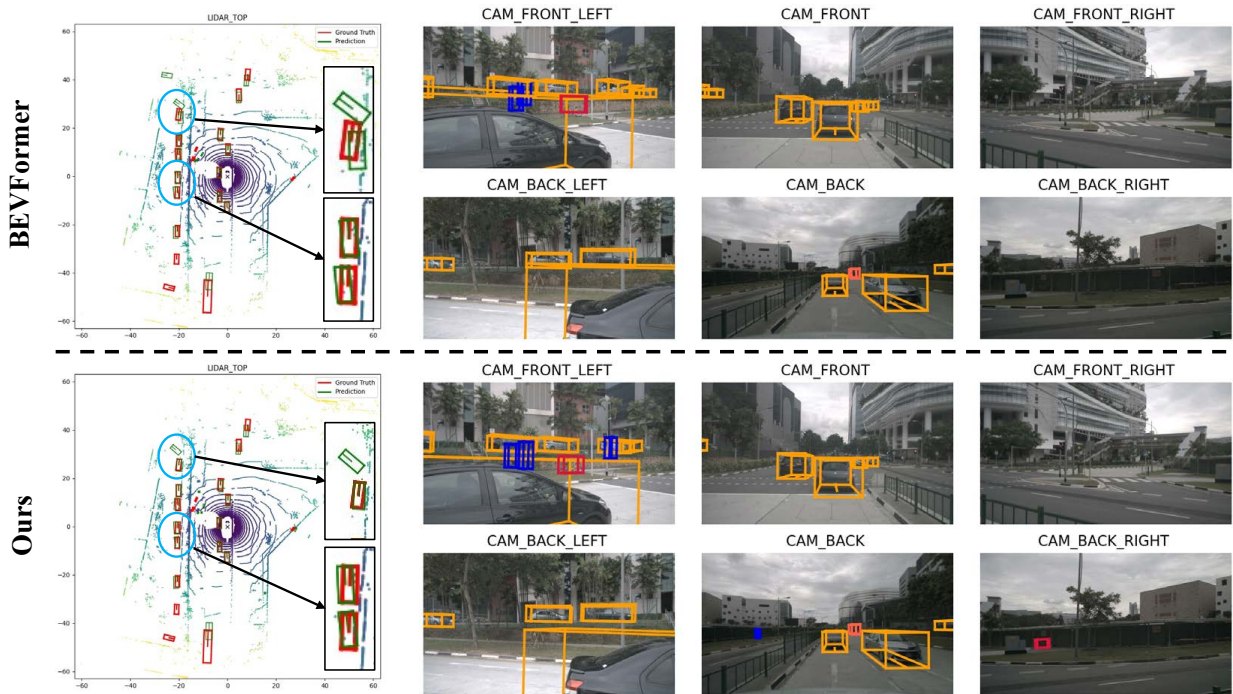 BEVFormer
LIDAR_TOP
Ground Truth
Prediction
60
40
20
0
−20
−40
−60
−60
−40
−20
0
20
40
60
CAM_FRONT_LEFT
CAM_FRONT
CAM_FRONT_RIGHT
CAM_BACK_LEFT
CAM_BACK
CAM_BACK_RIGHT
Ours
LIDAR_TOP
Ground Truth
Prediction
60
40
20
0
−20
−40
−60
−60
−40
−20
0
20
40
60
CAM_FRONT_LEFT
CAM_FRONT
CAM_FRONT_RIGHT
CAM_BACK_LEFT
CAM_BACK
CAM_BACK_RIGHT